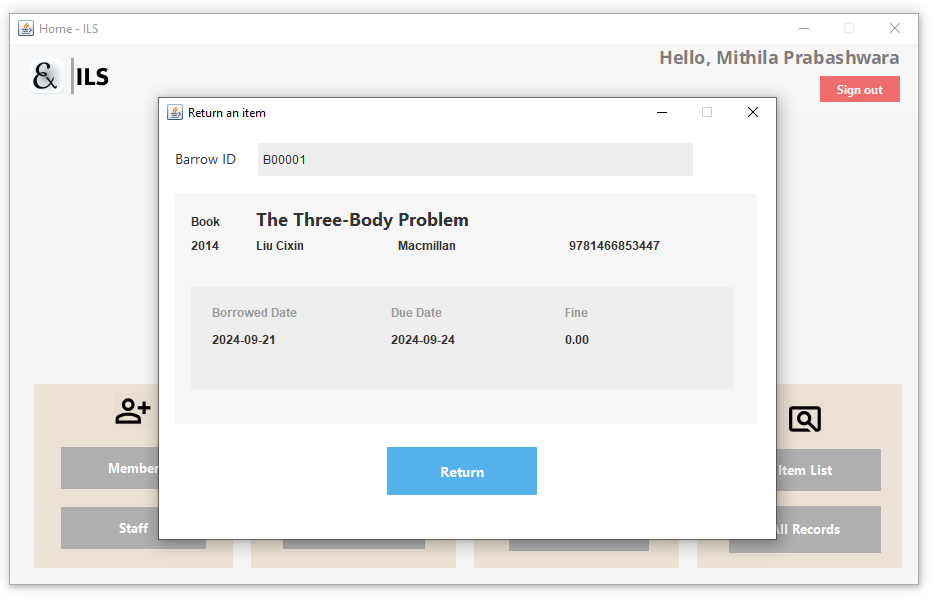 Home - ILS
Hello, Mithila Prabashwara
& ILS
Sign out
Return an item
Barrow ID B00001
Book The Three-Body Problem
2014 Liu Cixin Macmillan 9781466853447
Borrowed Date Due Date Fine
2024-09-21 2024-09-24 0.00
Return
Member
Item List
Staff
All Records